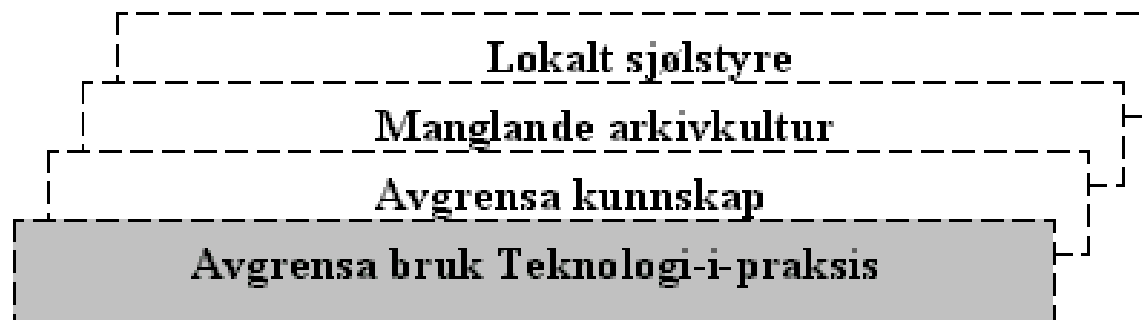 Lokalt sjølstyre
Manglande arkivkultur
Avgrensa kunnskap
Avgrensa bruk Teknologi-i-praksis